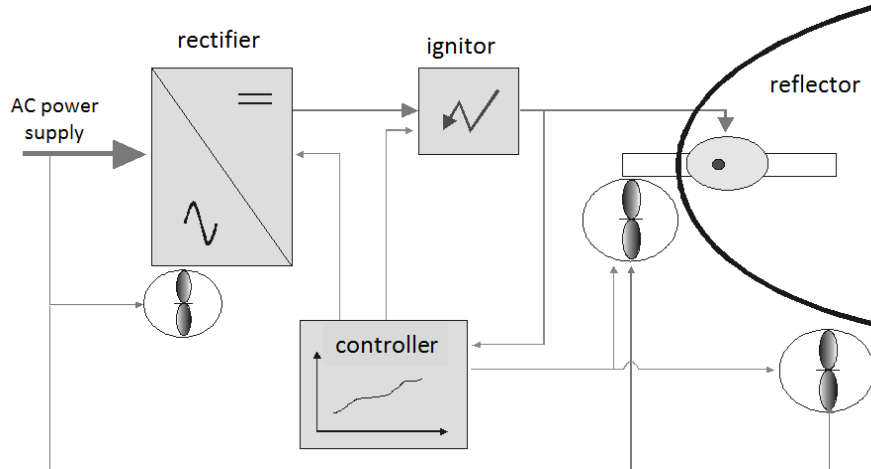 rectifier
ignitor
reflector
AC power
supply
controller